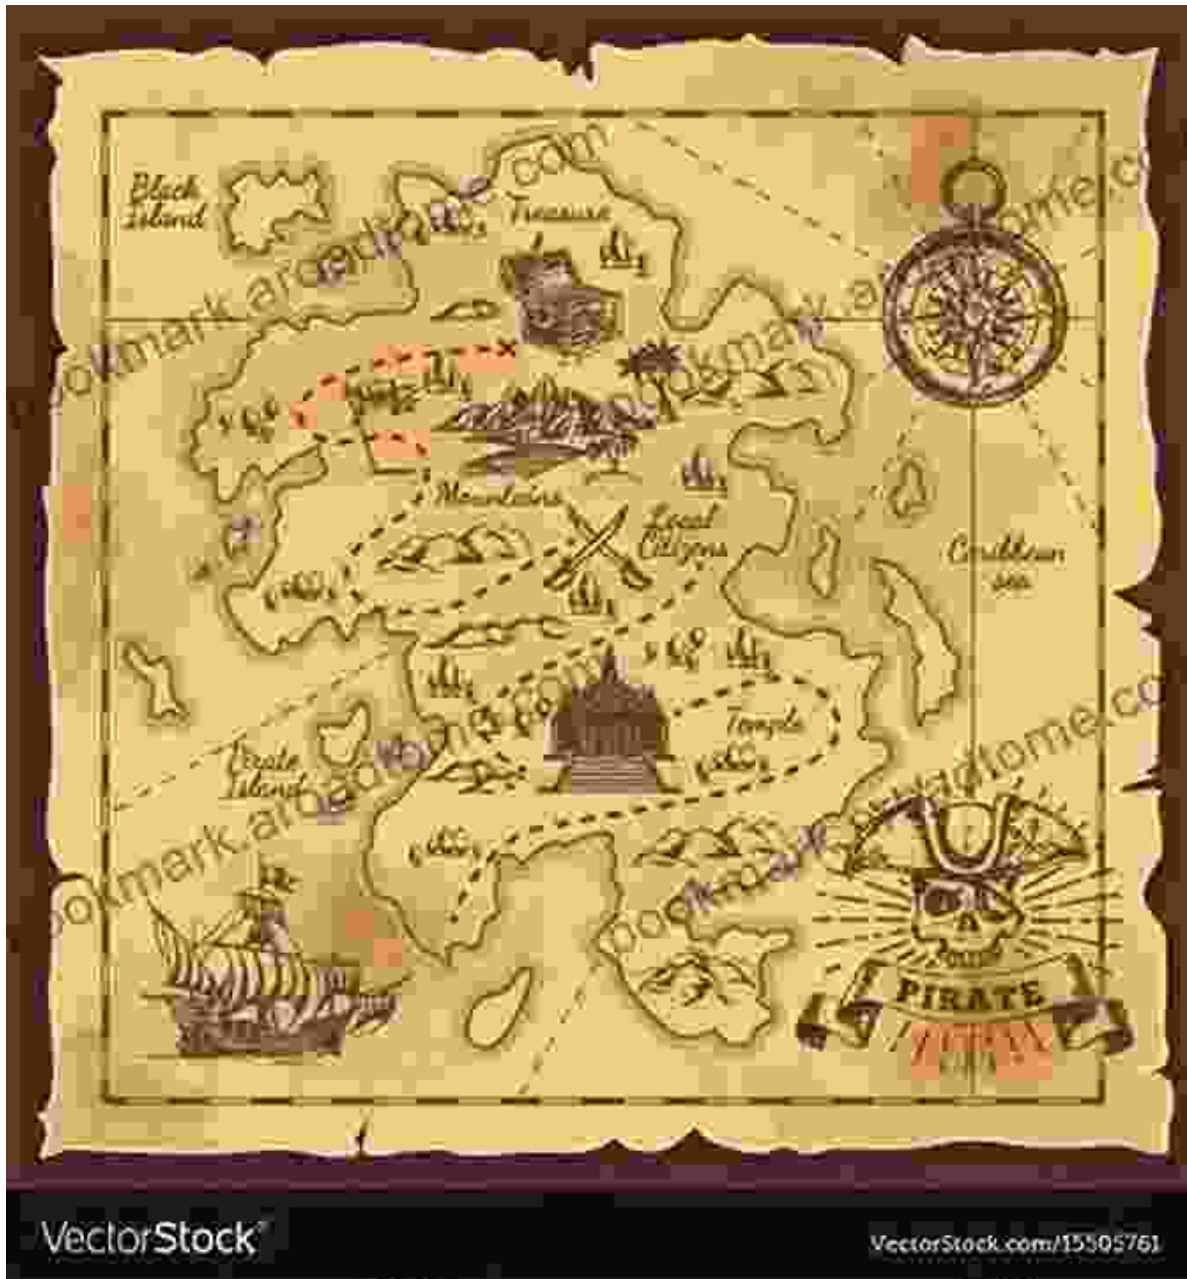 Black
Island
Treasure
Mountains
Local
Citizens
Caribbean
sea
Temple
Pirate
Island
PIRATE
VectorStock
VectorStock.com/15505761